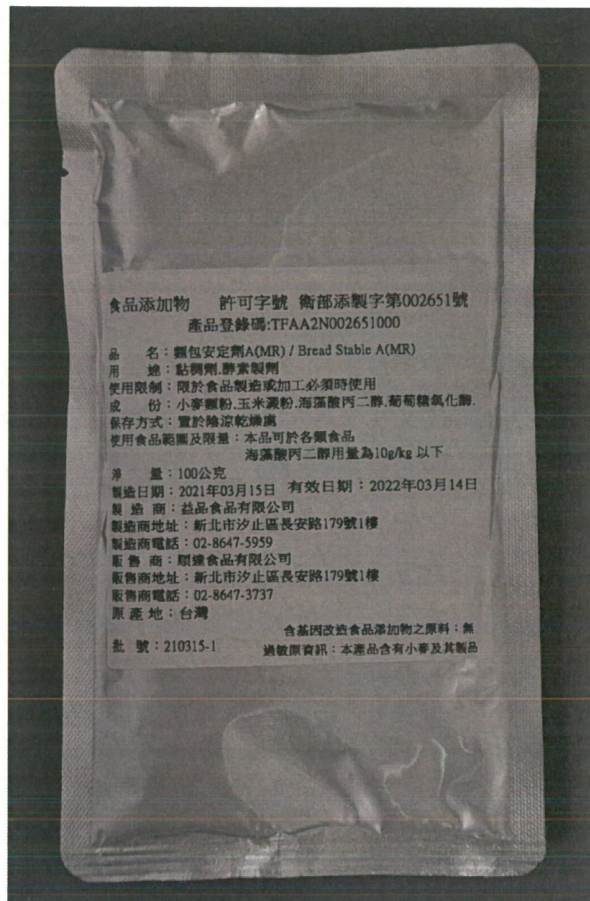 食品添加物 許可字號 衛部添製字第002651號
產品登錄碼:TFAA2N002651000
品 名：麵包安定劑A(MR) / Bread Stable A(MR)
用 途：黏稠劑.酵素製劑
使用限制：限於食品製造或加工必須時使用
成 份：小麥麵粉.玉米澱粉.海藻酸丙二醇.葡萄糖氧化酶.
保存方式：置於陰涼乾燥處
使用食品範圍及限量：本品可於各類食品
海藻酸丙二醇用量為10g/kg 以下
淨 量：100公克
製造日期：2021年03月15日 有效日期：2022年03月14日
製 造 商：益品食品有限公司
製造商地址：新北市汐止區長安路179號1樓
製造商電話：02-8647-5959
販 售 商：順達食品有限公司
販售商地址：新北市汐止區長安路179號1樓
販售商電話：02-8647-3737
原 產 地：台灣
含基因改造食品添加物之原料：無
批 號：210315-1
過敏原資訊：本產品含有小麥及其製品